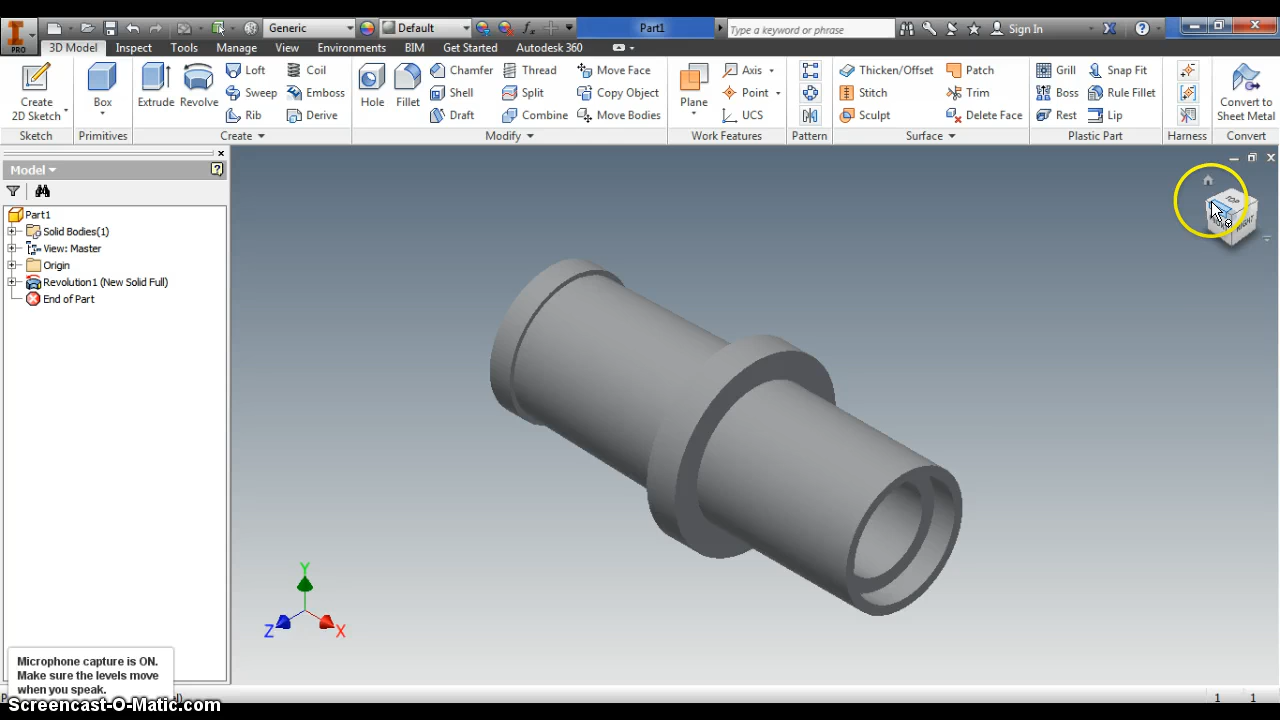 PRO
Generic
Default
Part1
Type a keyword or phrase
Sign In
3D Model
Inspect
Tools
Manage
View
Environments
BIM
Get Started
Autodesk 360
Create
2D Sketch
Box
Extrude
Revolve
Loft
Sweep
Rib
Coil
Emboss
Derive
Hole
Fillet
Chamfer
Shell
Draft
Thread
Split
Combine
Move Face
Copy Object
Move Bodies
Plane
Axis
Point
UCS
Thicken/Offset
Stitch
Sculpt
Patch
Trim
Delete Face
Grill
Boss
Rest
Snap Fit
Rule Fillet
Lip
Convert to
Sheet Metal
Sketch
Primitives
Create
Modify
Work Features
Pattern
Surface
Plastic Part
Harness
Convert
Model
Part1
Solid Bodies(1)
View: Master
Origin
Revolution1 (New Solid Full)
End of Part
TOP
RIGHT
Y
Z
X
Microphone capture is ON.
Make sure the levels move
when you speak.
Screencast-O-Matic.com
1 1